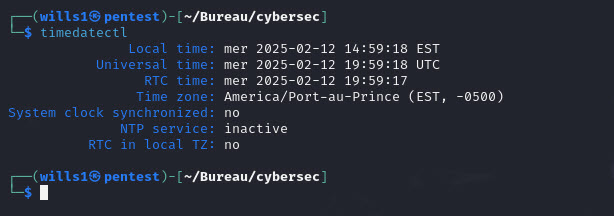 ┌──(wills1㉿pentest)-[~/Bureau/cybersec]
└─$ timedatectl
Local time: mer 2025-02-12 14:59:18 EST
Universal time: mer 2025-02-12 19:59:18 UTC
RTC time: mer 2025-02-12 19:59:17
Time zone: America/Port-au-Prince (EST, -0500)
System clock synchronized: no
NTP service: inactive
RTC in local TZ: no
┌──(wills1㉿pentest)-[~/Bureau/cybersec]
└─$